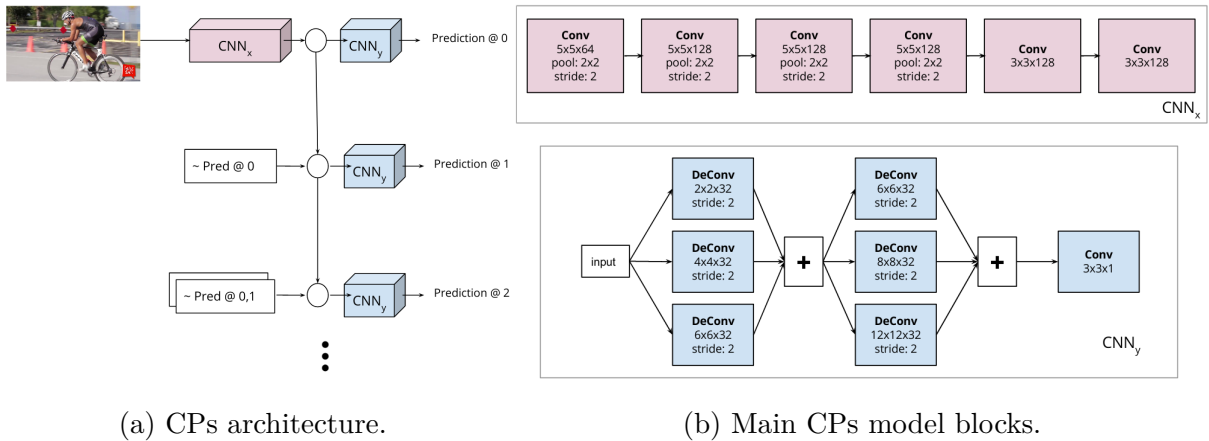 CNNx
CNNy
Prediction @ 0
~ Pred @ 0
CNNy
Prediction @ 1
~ Pred @ 0,1
CNNy
Prediction @ 2
(a) CPs architecture.
Conv
5x5x64
pool: 2x2
stride: 2
Conv
5x5x128
pool: 2x2
stride: 2
Conv
5x5x128
pool: 2x2
stride: 2
Conv
5x5x128
pool: 2x2
stride: 2
Conv
3x3x128
Conv
3x3x128
CNNx
input
DeConv
2x2x32
stride: 2
DeConv
4x4x32
stride: 2
DeConv
6x6x32
stride: 2
+
DeConv
6x6x32
stride: 2
DeConv
8x8x32
stride: 2
DeConv
12x12x32
stride: 2
+
Conv
3x3x1
CNNy
(b) Main CPs model blocks.